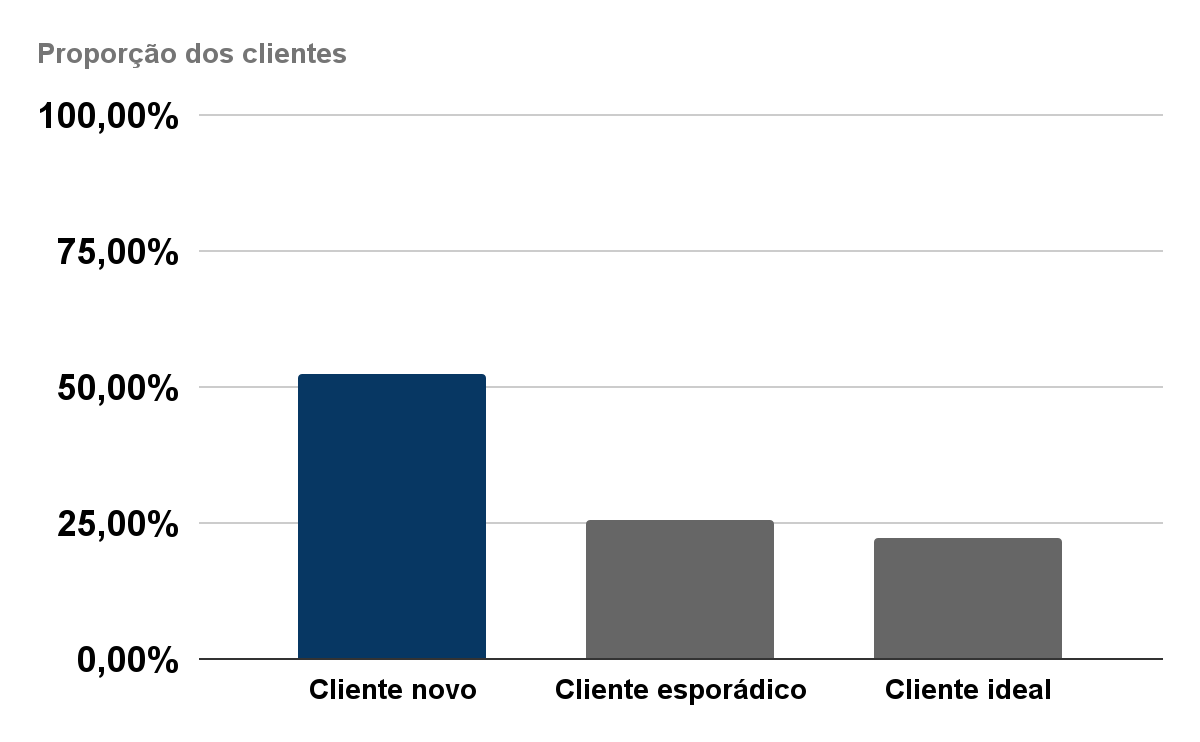 Proporção dos clientes
100,00%
75,00%
50,00%
25,00%
0,00%
Cliente novo
Cliente esporádico
Cliente ideal